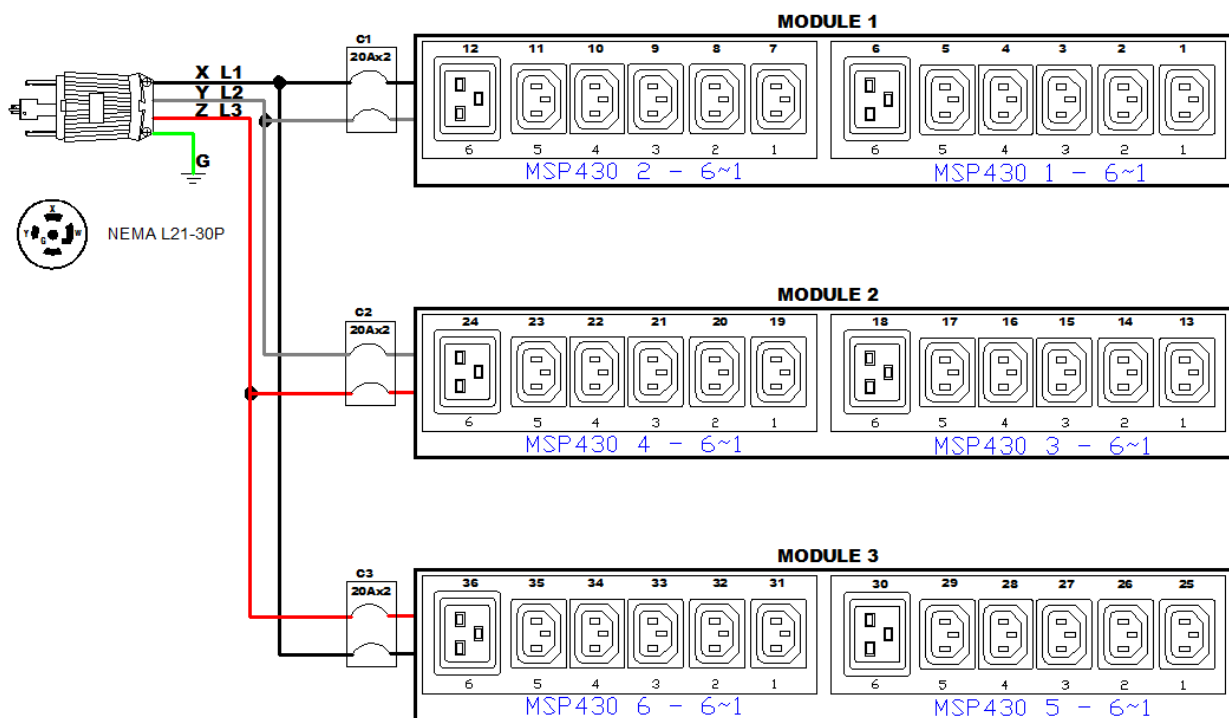 MODULE 1
C1
20Ax2
12 11 10 9 8 7 6 5 4 3 2 1
X L1
Y L2
Z L3
G
6 5 4 3 2 1 6 5 4 3 2 1
MSP430 2 - 6~1 MSP430 1 - 6~1
X
Y G W
NEMA L21-30P
MODULE 2
C2
20Ax2
24 23 22 21 20 19 18 17 16 15 14 13
6 5 4 3 2 1 6 5 4 3 2 1
MSP430 4 - 6~1 MSP430 3 - 6~1
MODULE 3
C3
20Ax2
36 35 34 33 32 31 30 29 28 27 26 25
6 5 4 3 2 1 6 5 4 3 2 1
MSP430 6 - 6~1 MSP430 5 - 6~1